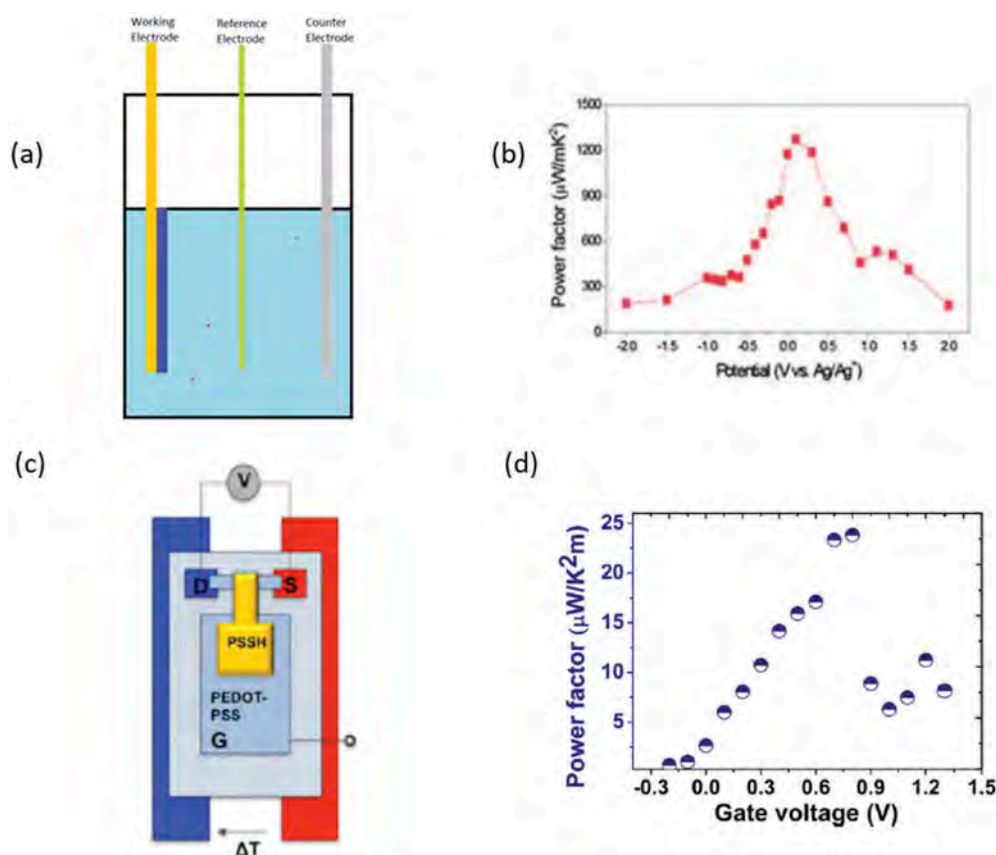 Working
Electrode
Reference
Electrode
Counter
Electrode
(a)
(b)
Power factor (μW/mK²)
1500
1200
900
600
300
0
-2.0 -1.5 -1.0 -0.5 0.0 0.5 1.0 1.5 2.0
Potential (V vs. Ag/Ag⁺)
(c)
V
D
S
PSSH
PEDOT-
PSS
G
ΔT
(d)
Power factor (μW/K²m)
25
20
15
10
5
-0.3 0.0 0.3 0.6 0.9 1.2 1.5
Gate voltage (V)